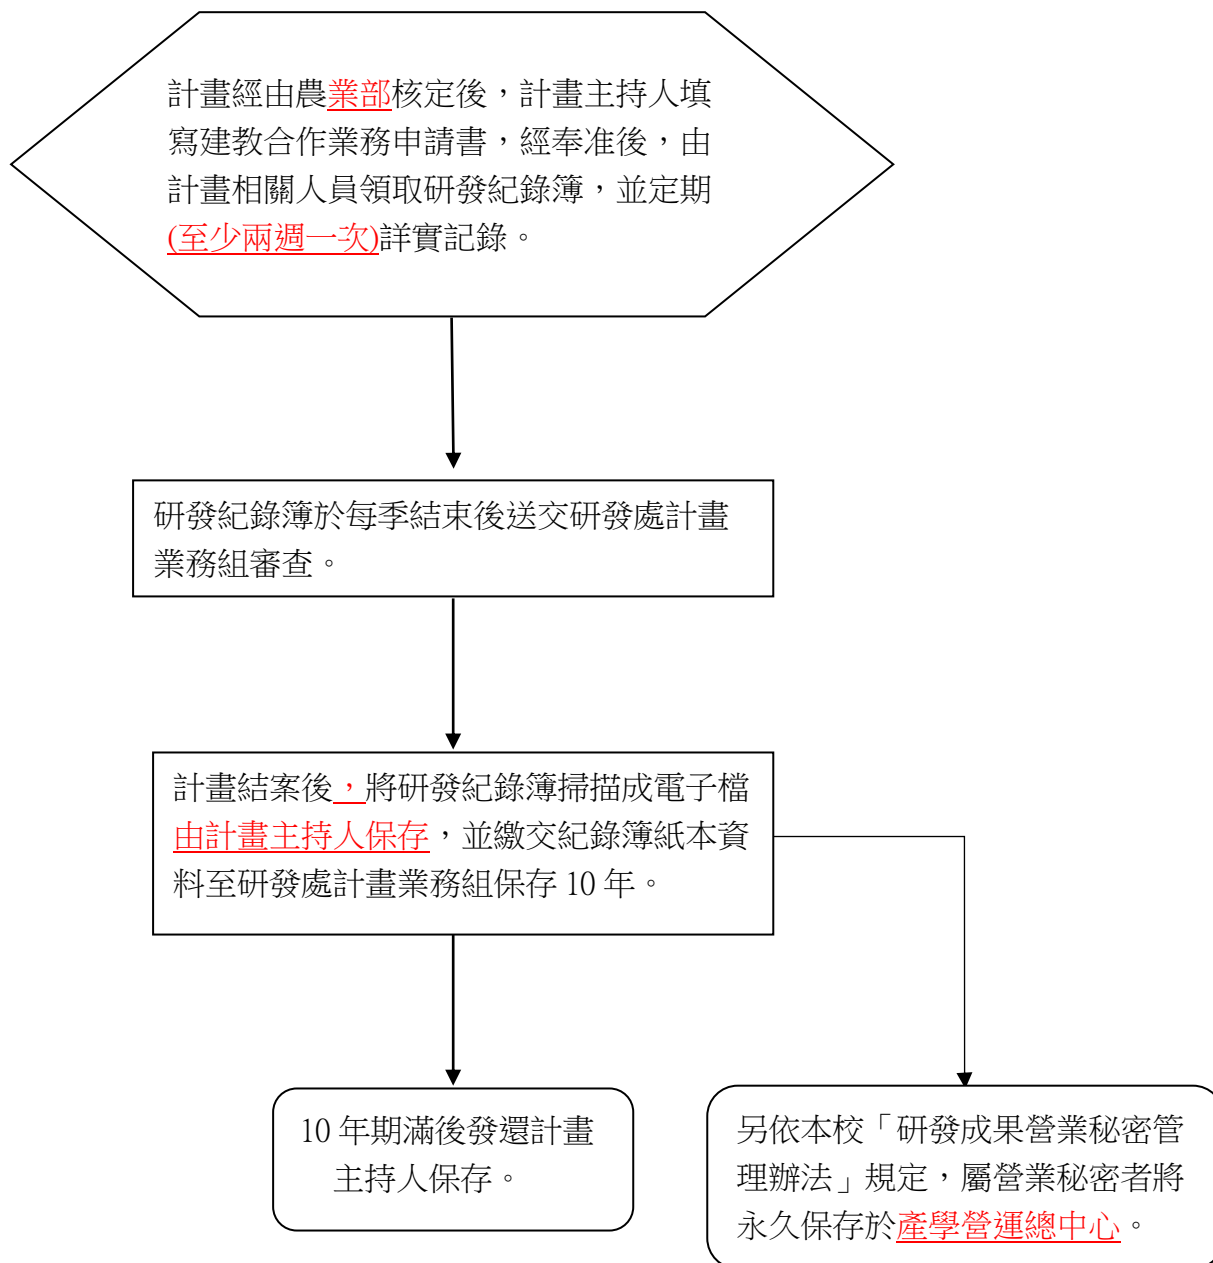 計畫經由農業部核定後，計畫主持人填
寫建教合作業務申請書，經奉准後，由
計畫相關人員領取研發紀錄簿，並定期
(至少兩週一次)詳實記錄。
研發紀錄簿於每季結束後送交研發處計畫
業務組審查。
計畫結案後，將研發紀錄簿掃描成電子檔
由計畫主持人保存，並繳交紀錄簿紙本資
料至研發處計畫業務組保存 10 年。
10 年期滿後發還計畫
主持人保存。
另依本校「研發成果營業秘密管
理辦法」規定，屬營業秘密者將
永久保存於產學營運總中心。